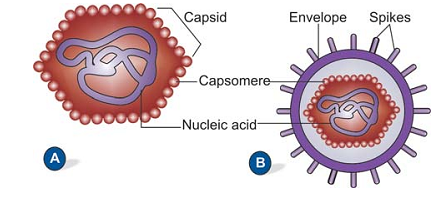 Capsid
Envelope Spikes
Capsomere
Nucleic acid
A
B